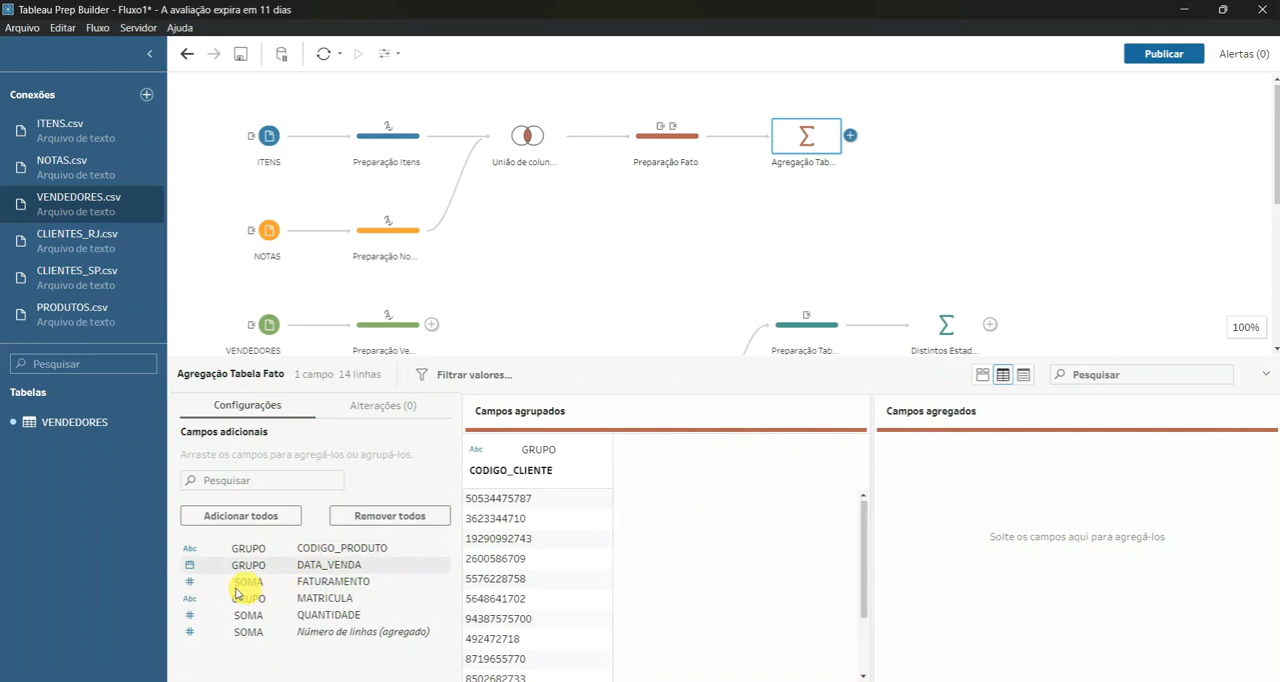 Tableau Prep Builder - Fluxo1* - A avaliação expira em 11 dias
Arquivo Editar Fluxo Servidor Ajuda
Publicar Alertas (0)
Conexões
ITENS.csv
Arquivo de texto
NOTAS.csv
Arquivo de texto
VENDEDORES.csv
Arquivo de texto
CLIENTES_RJ.csv
Arquivo de texto
CLIENTES_SP.csv
Arquivo de texto
PRODUTOS.csv
Arquivo de texto
Pesquisar
Tabelas
VENDEDORES
ITENS Preparação Itens União de colun... Preparação Fato Agregação Tab...
NOTAS Preparação No...
VENDEDORES Preparação Ve... Preparação Tab... Distintos Estad...
100%
Agregação Tabela Fato 1 campo 14 linhas Filtrar valores... Pesquisar
Configurações Alterações (0)
Campos adicionais
Arraste os campos para agregá-los ou agrupá-los.
Pesquisar
Adicionar todos Remover todos
Abc GRUPO CODIGO_PRODUTO
GRUPO DATA_VENDA
# SOMA FATURAMENTO
Abc GRUPO MATRICULA
# SOMA QUANTIDADE
# SOMA Número de linhas (agregado)
Campos agrupados
Abc GRUPO
CODIGO_CLIENTE
50534475787
3623344710
19290992743
2600586709
5576228758
5648641702
94387575700
492472718
8719655770
8502682733
Campos agregados
Solte os campos aqui para agregá-los